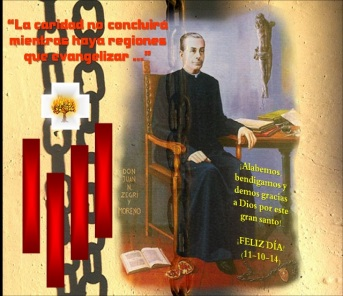 "La caridad no concluirá
mientras haya regiones
que evangelizar ..."
DON
JUAN
N.
ZEGRI
Y
MORENO
¡Alabemos
bendigamos y
demos gracias
a Dios por este
gran santo!
¡FELIZ DÍA!
(11-10-14)